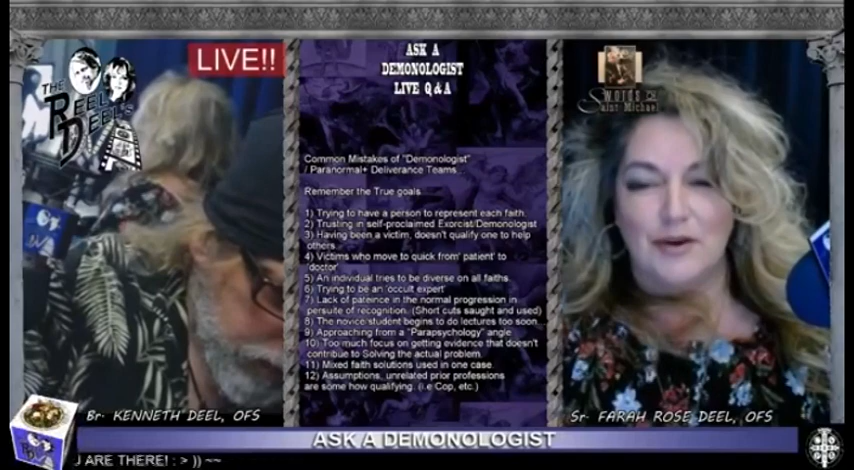 LIVE!!
THE
REEL
DEEL'S
ASK A
DEMONOLOGIST
LIVE Q&A
Common Mistakes of "Demonologist"
/ Paranormal+ Deliverance Teams
Remember the True goals
1) Trying to have a person to represent each faith.
2) Trusting in self-proclaimed Exorcist/Demonologist
3) Having been a victim, doesn't qualify one to help
others.
4) Victims who move to quick from' patient' to
'doctor'
5) An individual tries to be diverse on all faiths.
6) Trying to be an 'occult expert'
7) Lack of pateince in the normal progression in
persuite of recognition. (Short cuts saught and used)
8) The novice student begins to do lectures too soon.
9) Approaching from a "Parapsychology" angle
10) Too much focus on getting evidence that doesn't
contribute to Solving the actual problem.
11) Mixed faith solutions used in one case.
12) Assumptions, unrelated prior professions
are some how qualifying. (i.e Cop, etc.)
Swords of
Saint Michael
Br. KENNETH DEEL, OFS
Sr. FARAH ROSE DEEL, OFS
ASK A DEMONOLOGIST
U ARE THERE! : > )) ~~